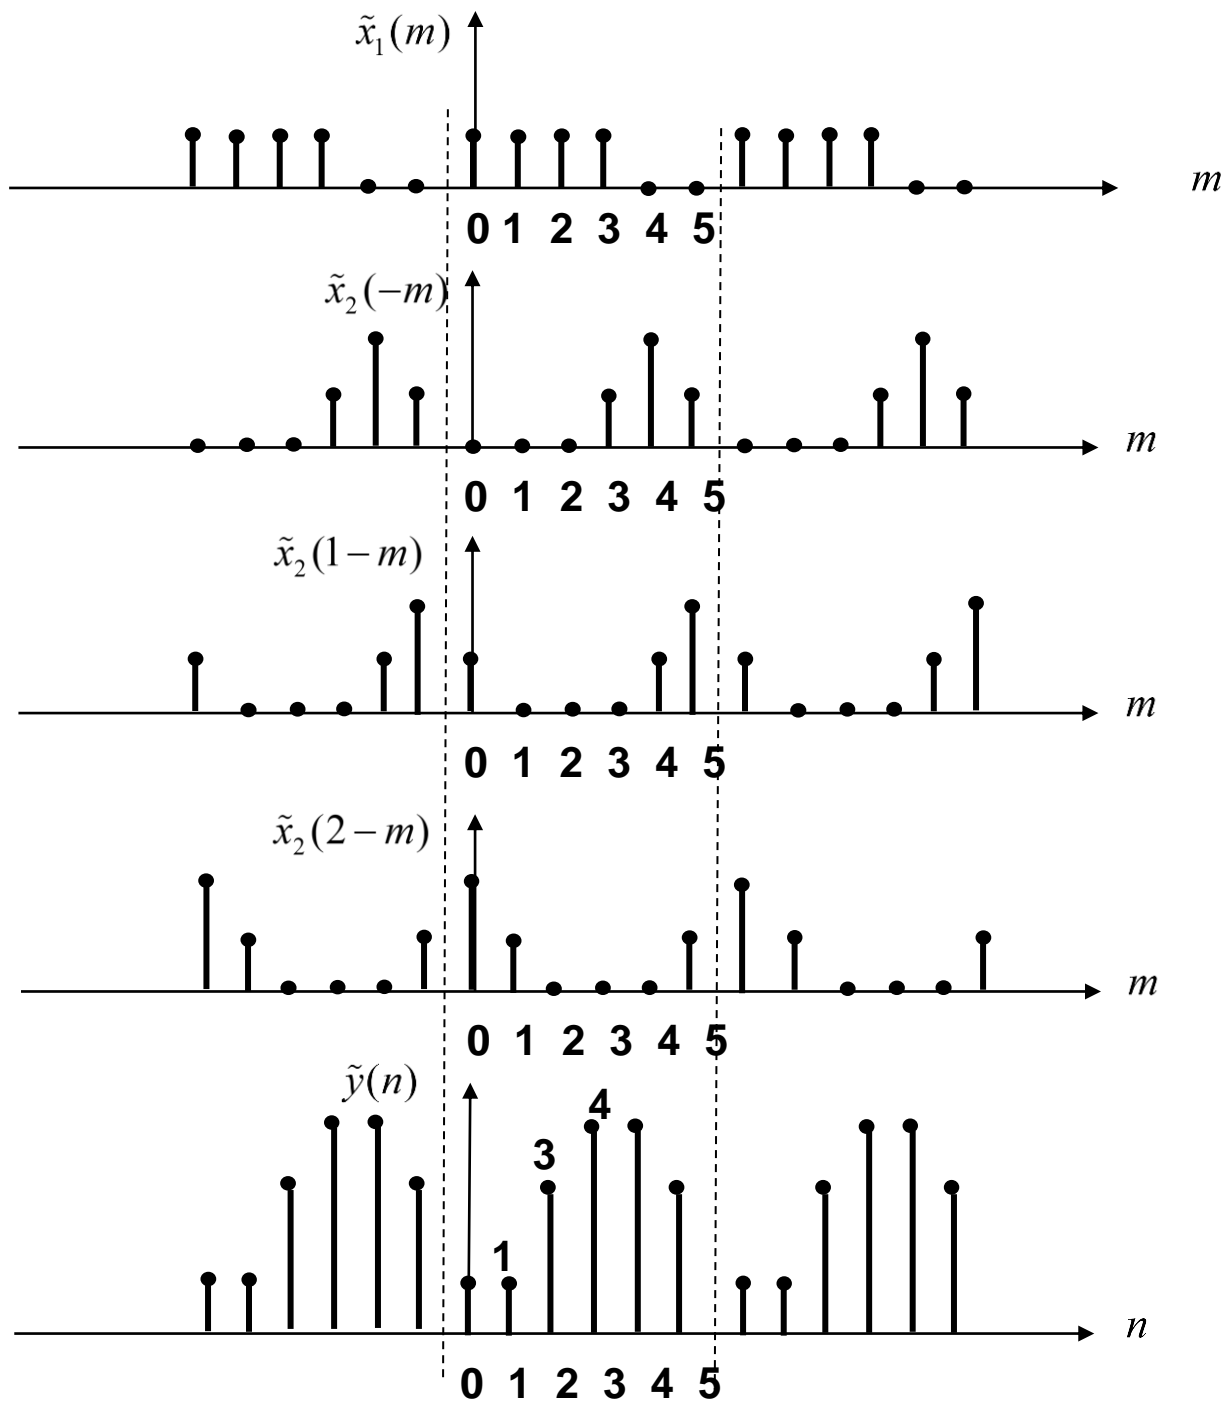 x̃₁(m)
m
0 1 2 3 4 5
x̃₂(−m)
m
0 1 2 3 4 5
x̃₂(1−m)
m
0 1 2 3 4 5
x̃₂(2−m)
m
0 1 2 3 4 5
ỹ(n)
4
3
1
n
0 1 2 3 4 5